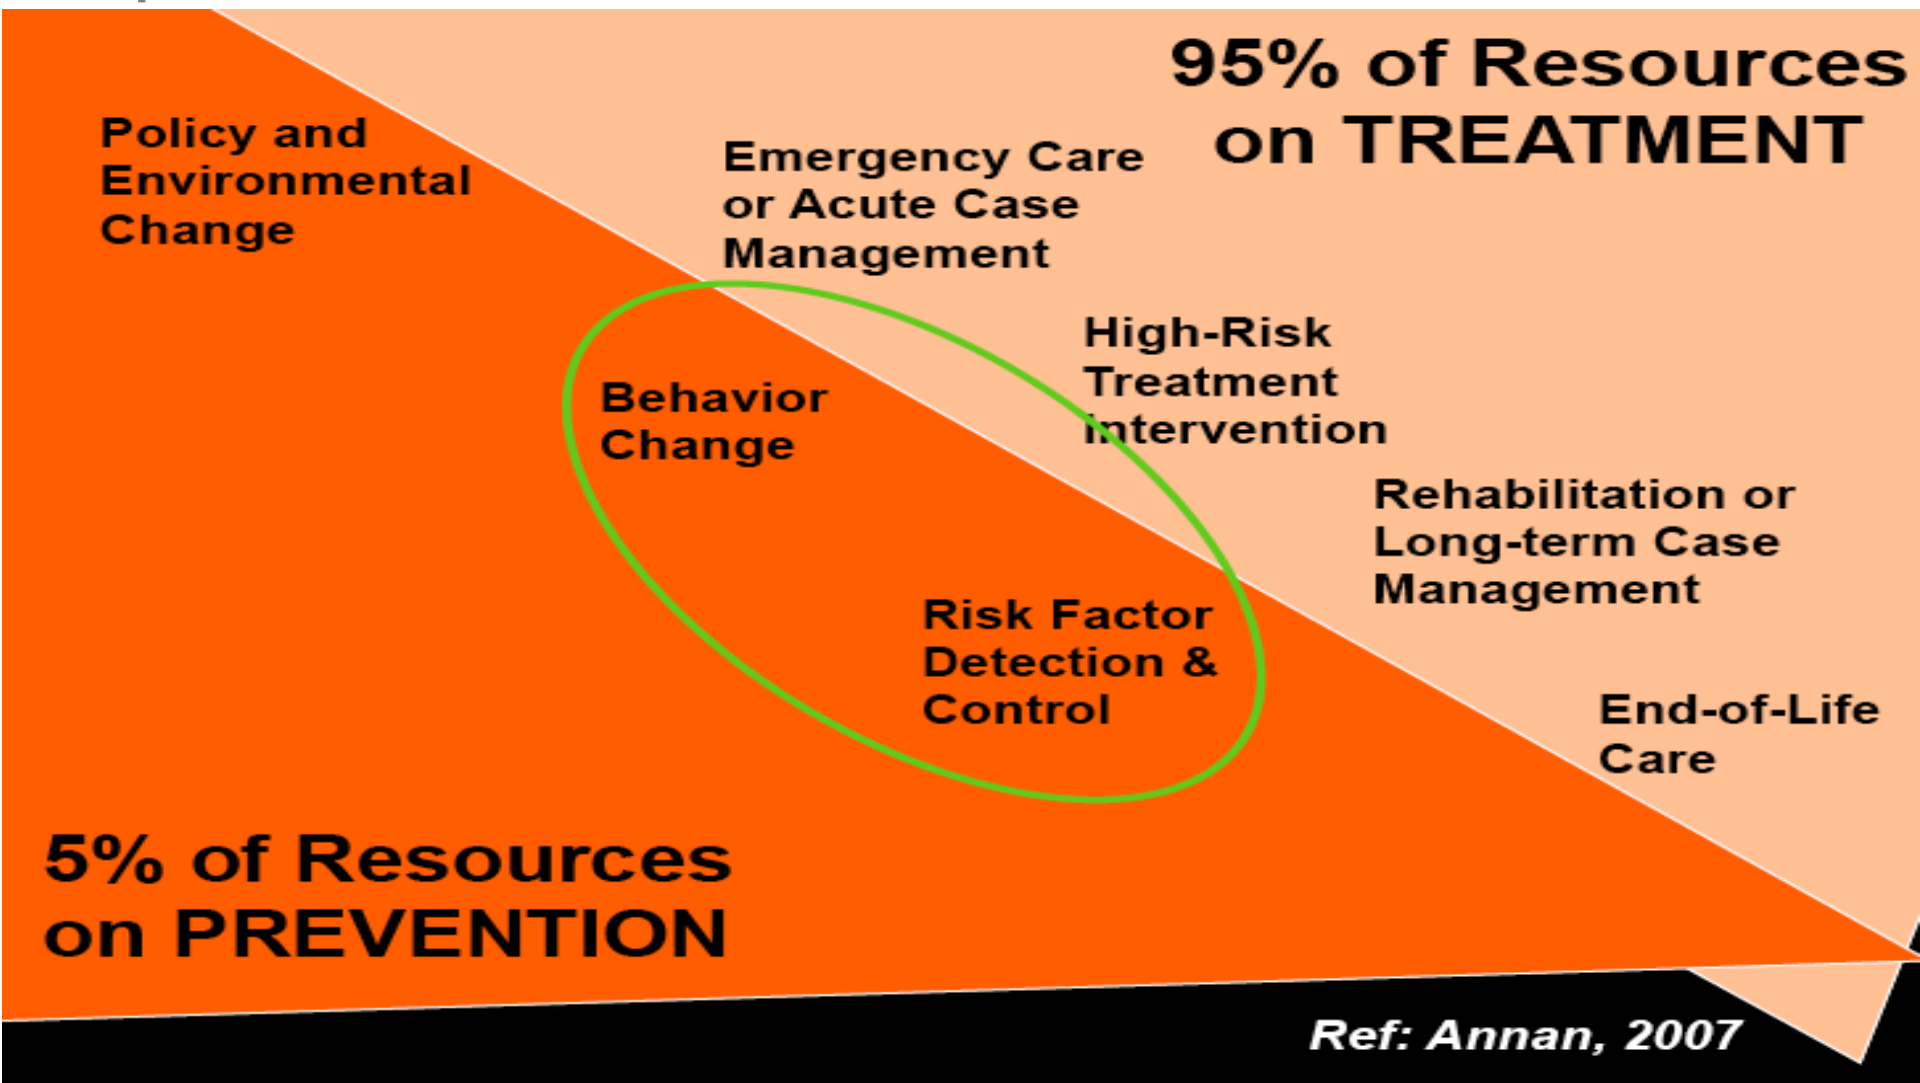 95% of Resources
on TREATMENT
Policy and
Environmental
Change
Emergency Care
or Acute Case
Management
High-Risk
Treatment
Intervention
Behavior
Change
Rehabilitation or
Long-term Case
Management
Risk Factor
Detection &
Control
End-of-Life
Care
5% of Resources
on PREVENTION
Ref: Annan, 2007